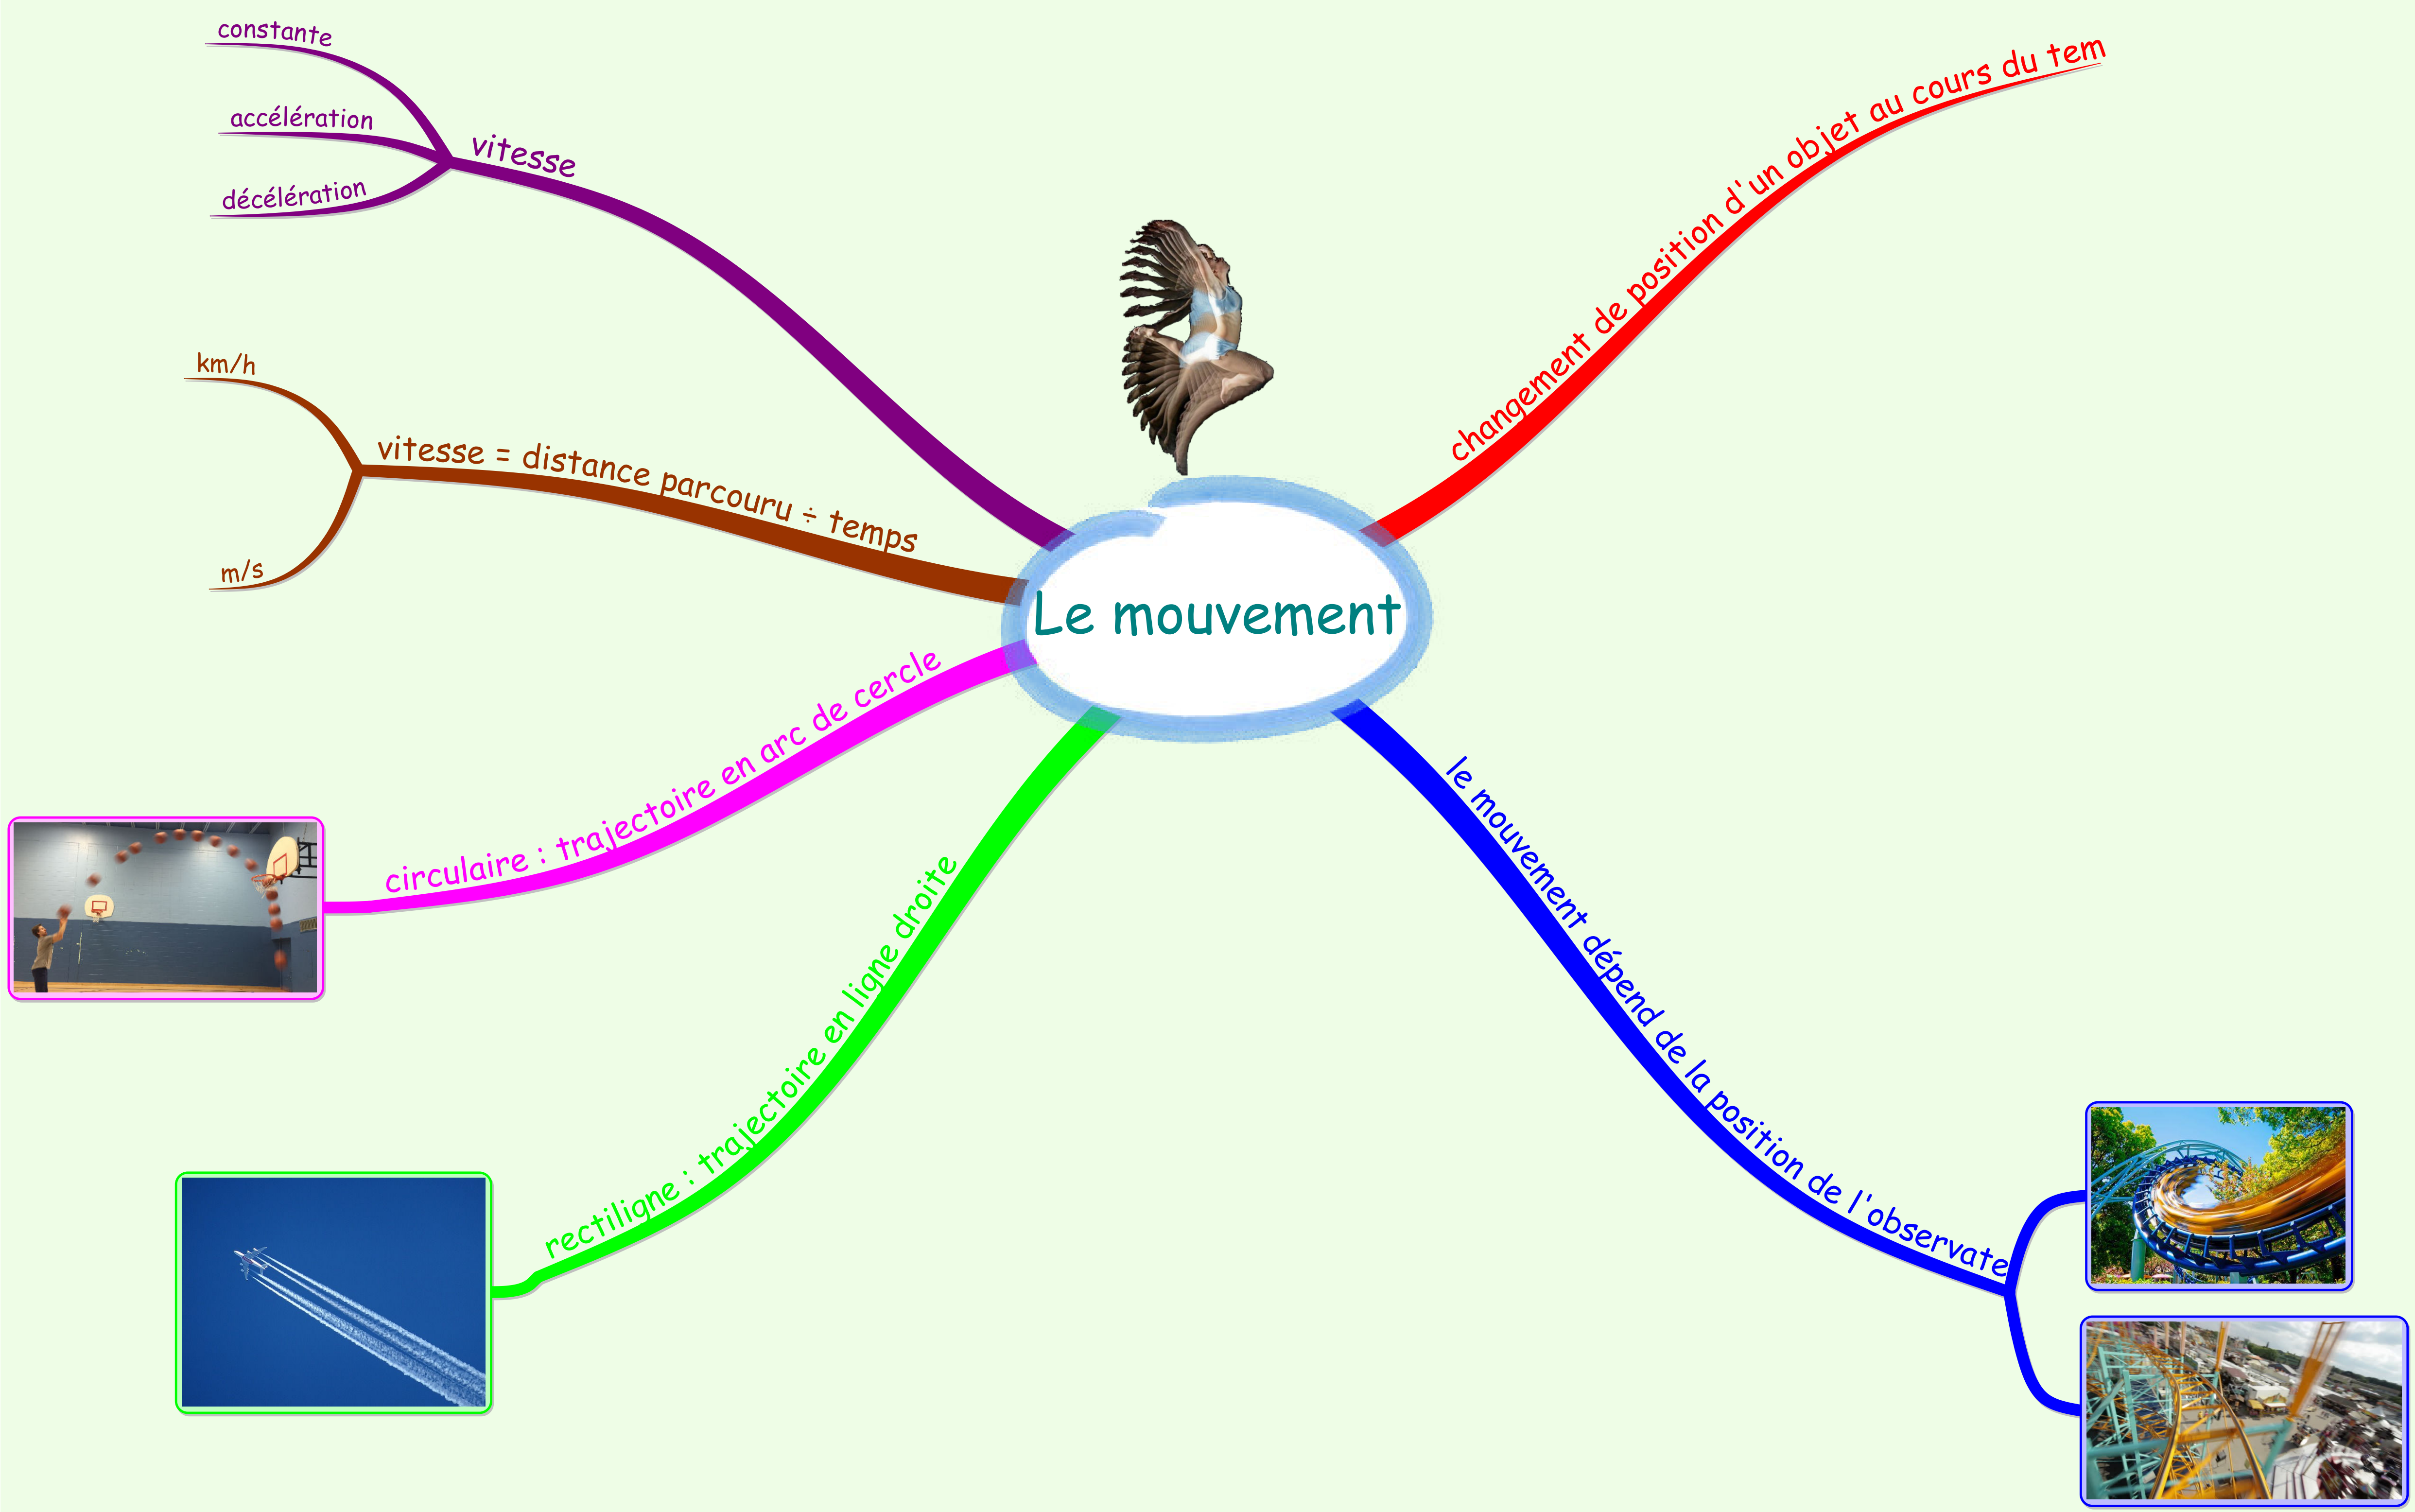 Le mouvement
changement de position d'un objet au cours du tem
le mouvement dépend de la position de l'observate
rectiligne : trajectoire en ligne droite
circulaire : trajectoire en arc de cercle
vitesse = distance parcouru ÷ temps
km/h
m/s
vitesse
constante
accélération
décélération